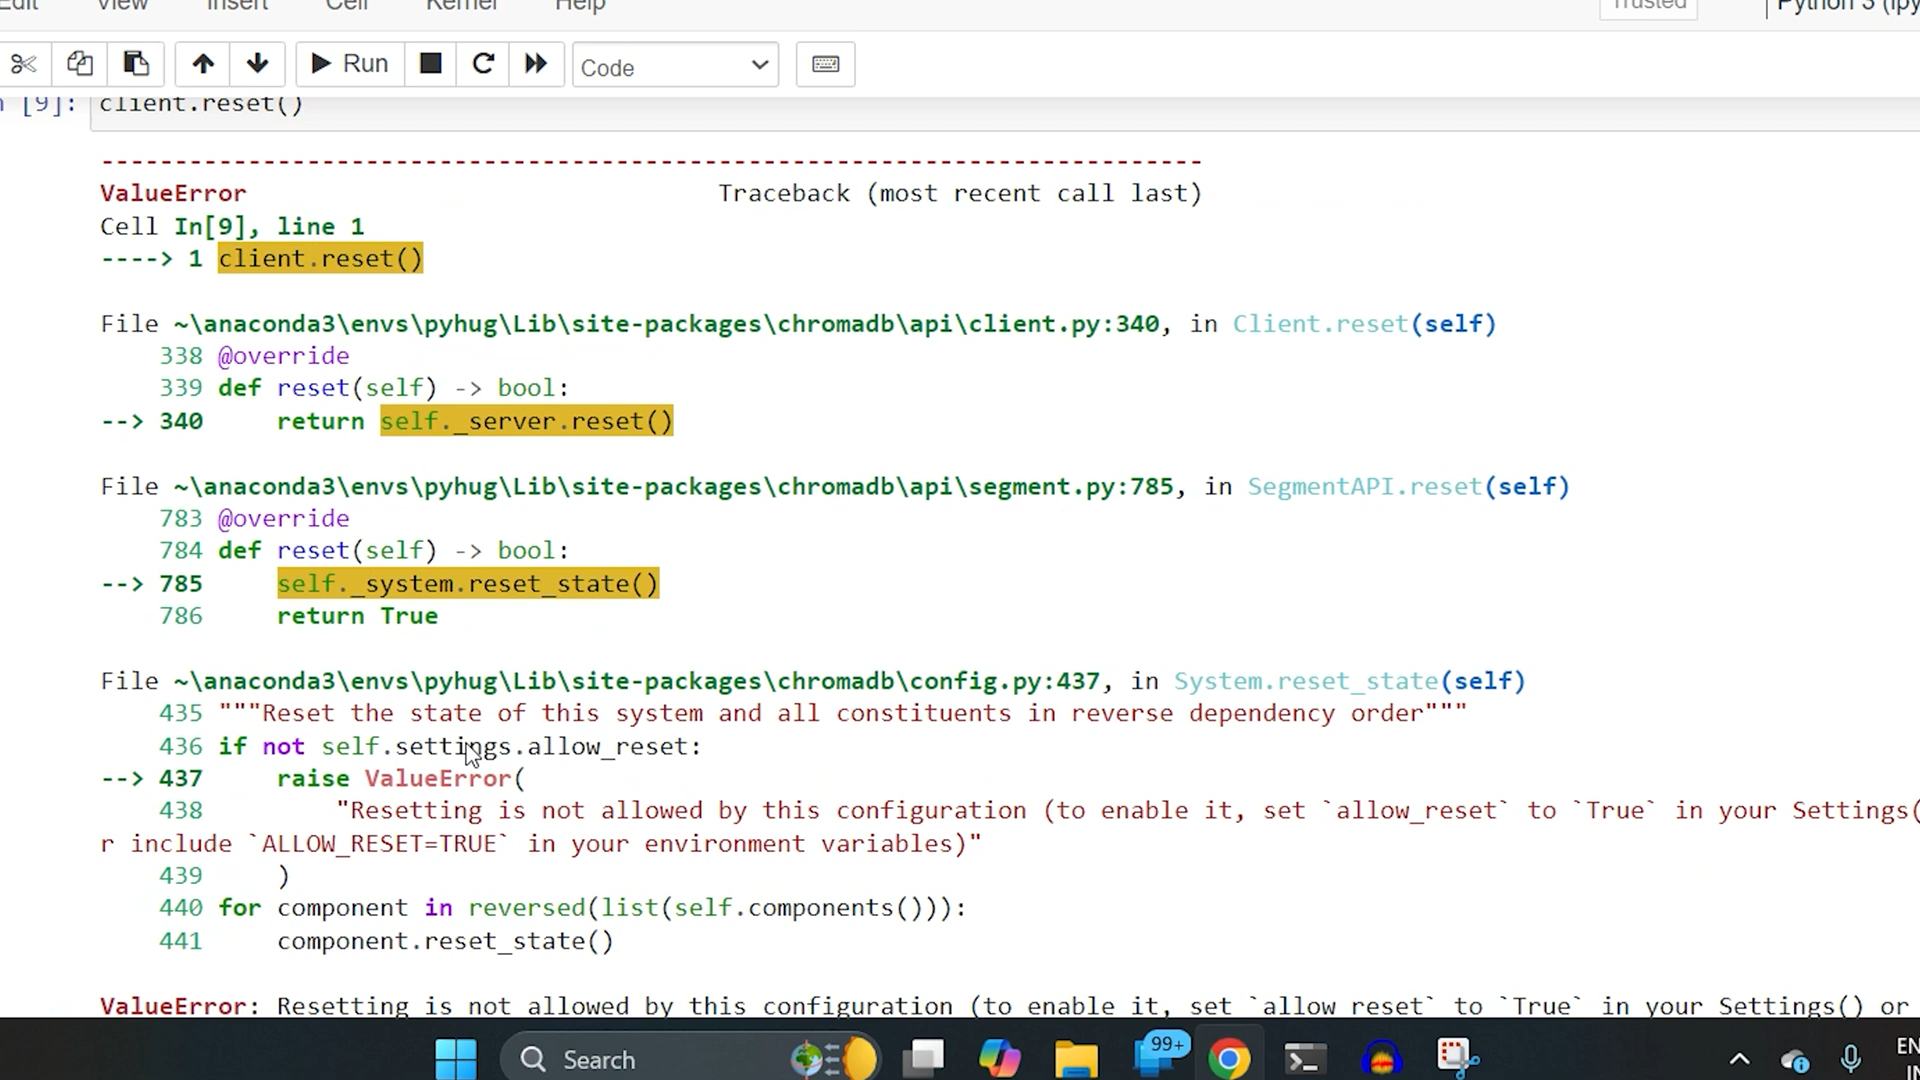 Edit View Insert Cell Kernel Help Trusted Python 3 (ipy
Run Code
[9]: client.reset()
---------------------------------------------------------------------------
ValueError Traceback (most recent call last)
Cell In[9], line 1
----> 1 client.reset()
File ~\anaconda3\envs\pyhug\Lib\site-packages\chromadb\api\client.py:340, in Client.reset(self)
338 @override
339 def reset(self) -> bool:
--> 340 return self._server.reset()
File ~\anaconda3\envs\pyhug\Lib\site-packages\chromadb\api\segment.py:785, in SegmentAPI.reset(self)
783 @override
784 def reset(self) -> bool:
--> 785 self._system.reset_state()
786 return True
File ~\anaconda3\envs\pyhug\Lib\site-packages\chromadb\config.py:437, in System.reset_state(self)
435 """Reset the state of this system and all constituents in reverse dependency order"""
436 if not self.settings.allow_reset:
--> 437 raise ValueError(
438 "Resetting is not allowed by this configuration (to enable it, set `allow_reset` to `True` in your Settings(
r include `ALLOW_RESET=TRUE` in your environment variables)"
439 )
440 for component in reversed(list(self.components())):
441 component.reset_state()
ValueError: Resetting is not allowed by this configuration (to enable it, set `allow_reset` to `True` in your Settings() or
Search 99+ EN
IN